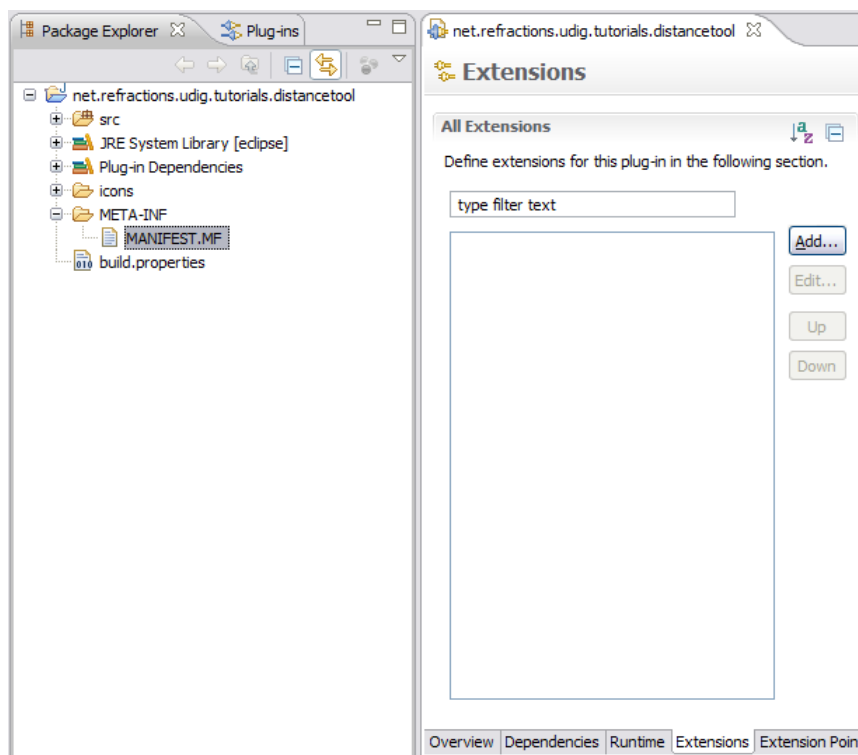 Package Explorer
Plug-ins
net.refractions.udig.tutorials.distancetool
src
JRE System Library [eclipse]
Plug-in Dependencies
icons
META-INF
MANIFEST.MF
010
build.properties
net.refractions.udig.tutorials.distancetool
Extensions
All Extensions
a
z
Define extensions for this plug-in in the following section.
type filter text
Add...
Edit...
Up
Down
Overview
Dependencies
Runtime
Extensions
Extension Poin